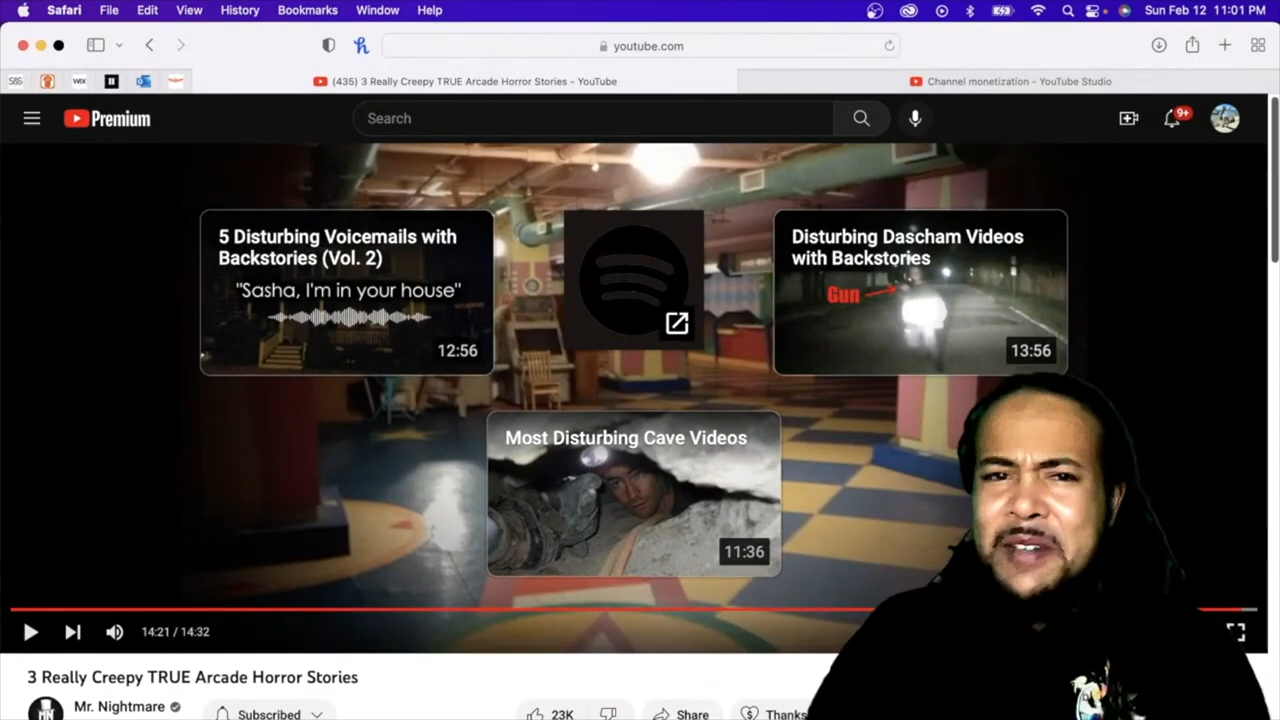 Safari File Edit View History Bookmarks Window Help Sun Feb 12 11:01 PM
youtube.com
S&S WIX (435) 3 Really Creepy TRUE Arcade Horror Stories - YouTube Channel monetization - YouTube Studio
Premium Search 9+
5 Disturbing Voicemails with
Backstories (Vol. 2)
"Sasha, I'm in your house"
12:56
Disturbing Dascham Videos
with Backstories
Gun
13:56
Most Disturbing Cave Videos
11:36
14:21 / 14:32
3 Really Creepy TRUE Arcade Horror Stories
Mr. Nightmare
Subscribed 23K Share Thanks